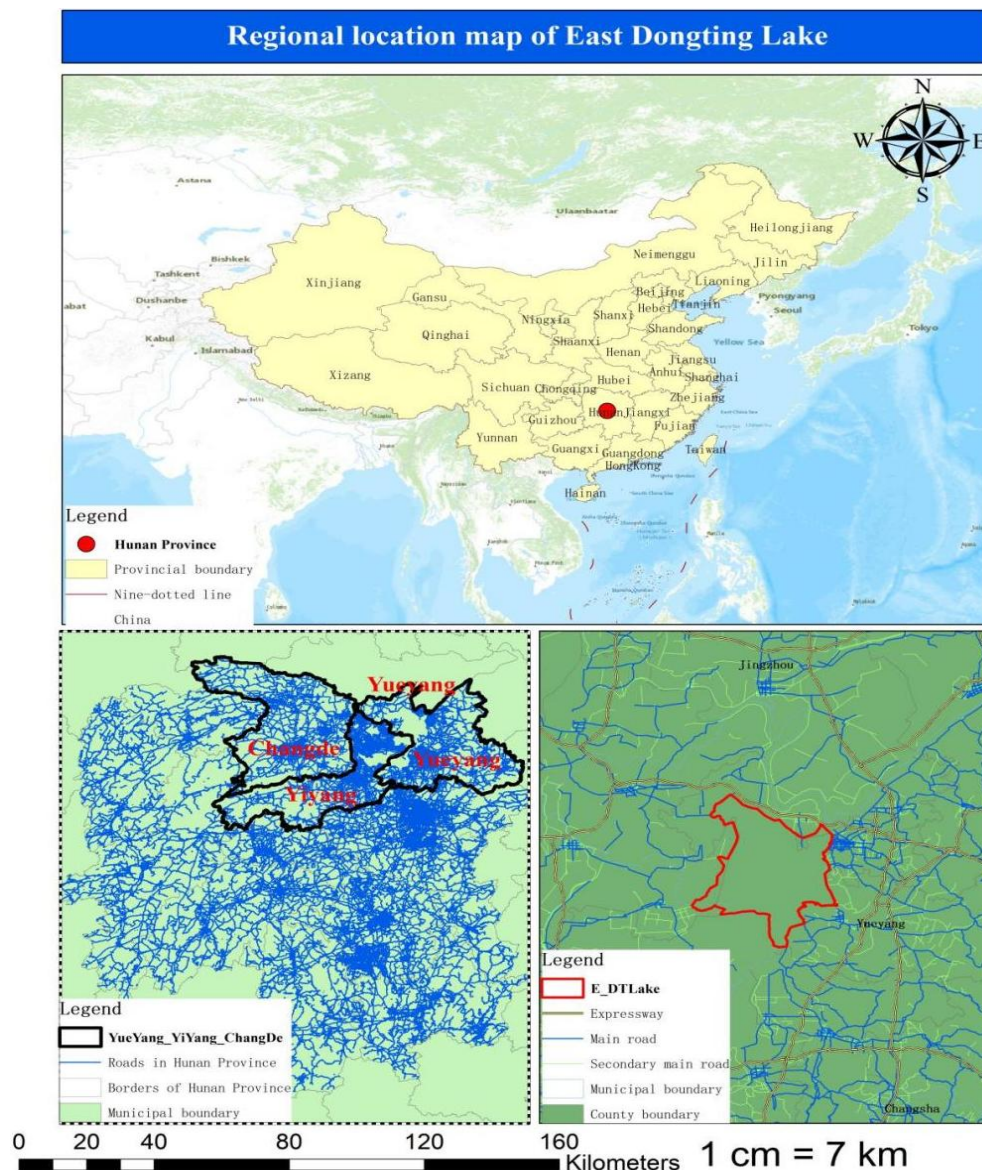 Regional location map of East Dongting Lake
N
W E
S
Astana
Ulaanbaatar
Heilongjiang
Jilin
Neimenggu
Bishkek
Tashkent
Xinjiang
Liaoning
Beijing
Hebei
Tianjin
Pyongyang
Gansu
Dushanbe
abat
Shanxi
Ningxia
Seoul
Shandong
Tokyo
Kabul
Islamabad
Qinghai
Shaanxi
Yellow Sea
Henan
Jiangsu
Xizang
Anhui
Shanghai
Sichuan
Chongqing
Hubei
Zhejiang
Hunan
Jiangxi
Guizhou
Fujian
Yunnan
Guangxi
Guangdong
Taiwan
HongKong
Hainan
Legend
Hunan Province
Provincial boundary
Nine-dotted line
China
Yueyang
Changde
Yueyang
Yiyang
Legend
YueYang_YiYang_ChangDe
Roads in Hunan Province
Borders of Hunan Province
Municipal boundary
Jingzhou
Yueyang
Changsha
Legend
E_DTLake
Expressway
Main road
Secondary main road
Municipal boundary
County boundary
0 20 40 80 120 160
Kilometers
1 cm = 7 km